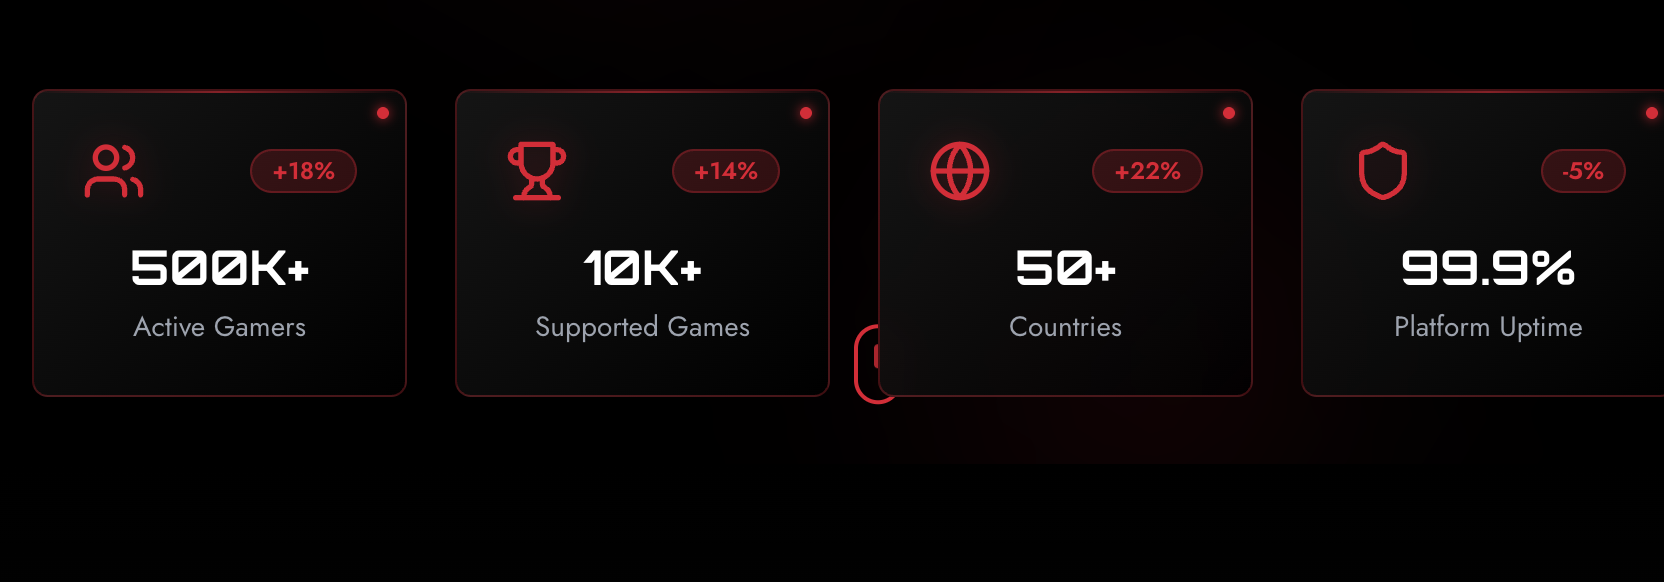 +18%
500K+
Active Gamers
+14%
10K+
Supported Games
+22%
50+
Countries
-5%
99.9%
Platform Uptime